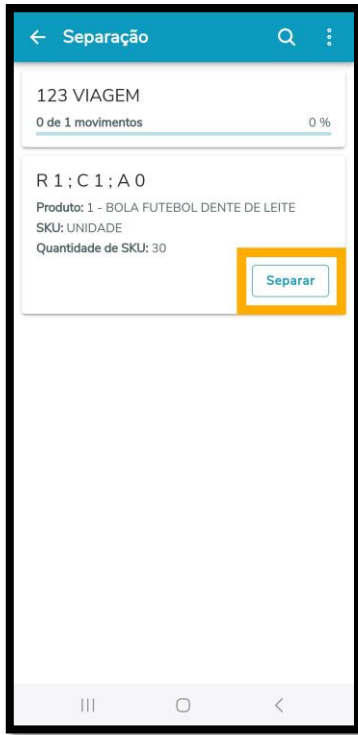 Separação
123 VIAGEM
0 de 1 movimentos 0 %
R 1 ; C 1 ; A 0
Produto: 1 - BOLA FUTEBOL DENTE DE LEITE
SKU: UNIDADE
Quantidade de SKU: 30
Separar